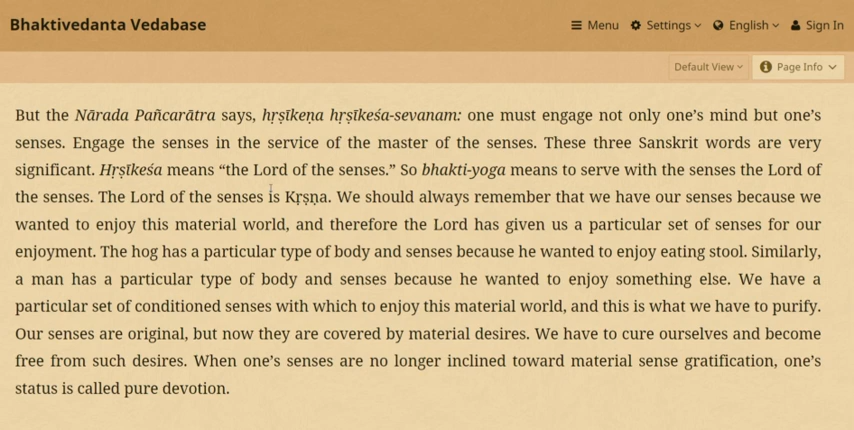 Bhaktivedanta Vedabase
Menu Settings English Sign In
Default View Page Info
But the Nārada Pañcarātra says, hṛṣīkeṇa hṛṣīkeśa-sevanam: one must engage not only one’s mind but one’s
senses. Engage the senses in the service of the master of the senses. These three Sanskrit words are very
significant. Hṛṣīkeśa means “the Lord of the senses.” So bhakti-yoga means to serve with the senses the Lord of
the senses. The Lord of the senses is Kṛṣṇa. We should always remember that we have our senses because we
wanted to enjoy this material world, and therefore the Lord has given us a particular set of senses for our
enjoyment. The hog has a particular type of body and senses because he wanted to enjoy eating stool. Similarly,
a man has a particular type of body and senses because he wanted to enjoy something else. We have a
particular set of conditioned senses with which to enjoy this material world, and this is what we have to purify.
Our senses are original, but now they are covered by material desires. We have to cure ourselves and become
free from such desires. When one’s senses are no longer inclined toward material sense gratification, one’s
status is called pure devotion.